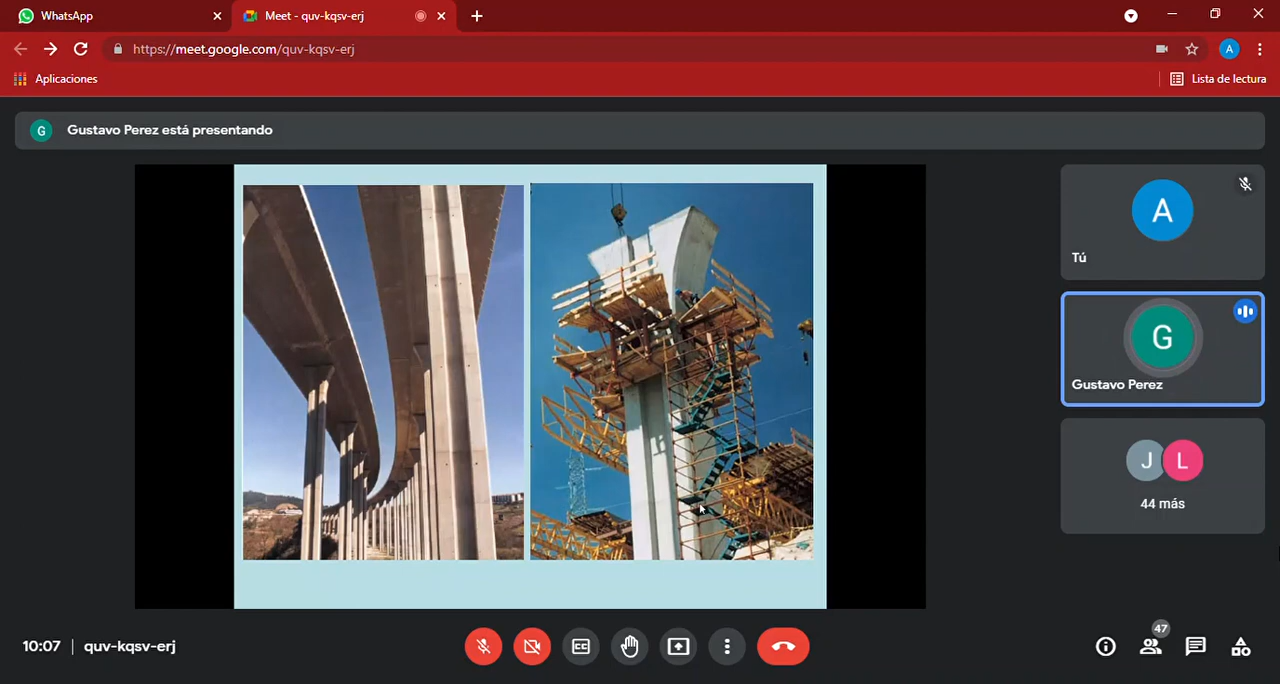 WhatsApp
Meet - quv-kqsv-erj
https://meet.google.com/quv-kqsv-erj
A
Aplicaciones
Lista de lectura
G
Gustavo Perez está presentando
A
Tú
G
Gustavo Perez
J L
44 más
10:07 | quv-kqsv-erj
CC
47